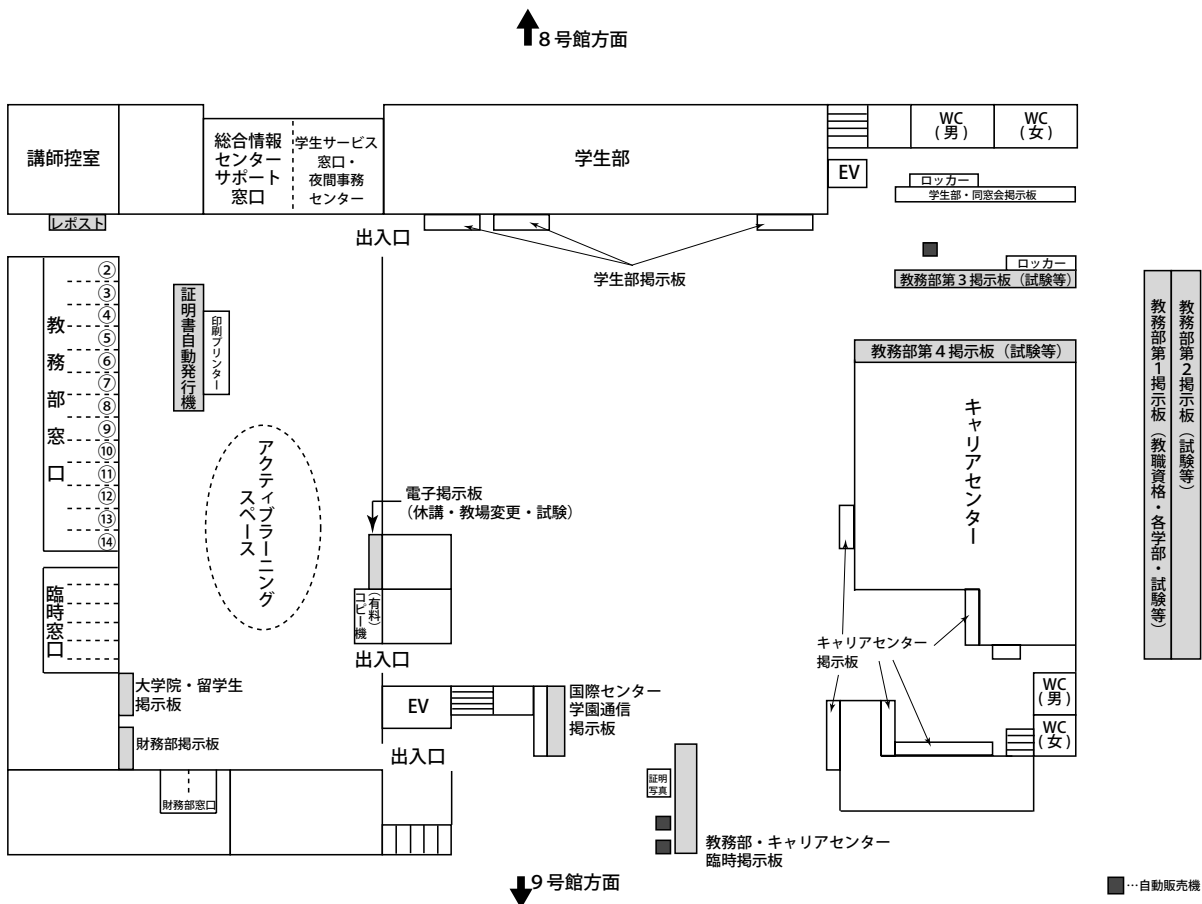 8号館方面
講師控室
総合情報
センター
サポート
窓口
学生サービス
窓口・
夜間事務
センター
学生部
WC
(男)
WC
(女)
EV
ロッカー
学生部・同窓会掲示板
レポスト
出入口
学生部掲示板
ロッカー
教務部第3掲示板（試験等）
教務部第4掲示板（試験等）
教務部第1掲示板（教職資格・各学部・試験等）
教務部第2掲示板（試験等）
教務部窓口
②
③
④
⑤
⑥
⑦
⑧
⑨
⑩
⑪
⑫
⑬
⑭
証明書自動発行機
印刷プリンター
アクティブラーニング
スペース
キャリアセンター
電子掲示板
（休講・教場変更・試験）
コピー機
（有料）
臨時窓口
出入口
キャリアセンター
掲示板
大学院・留学生
掲示板
EV
国際センター
学園通信
掲示板
WC
(男)
WC
(女)
財務部掲示板
出入口
財務部窓口
証明
写真
教務部・キャリアセンター
臨時掲示板
9号館方面
…自動販売機